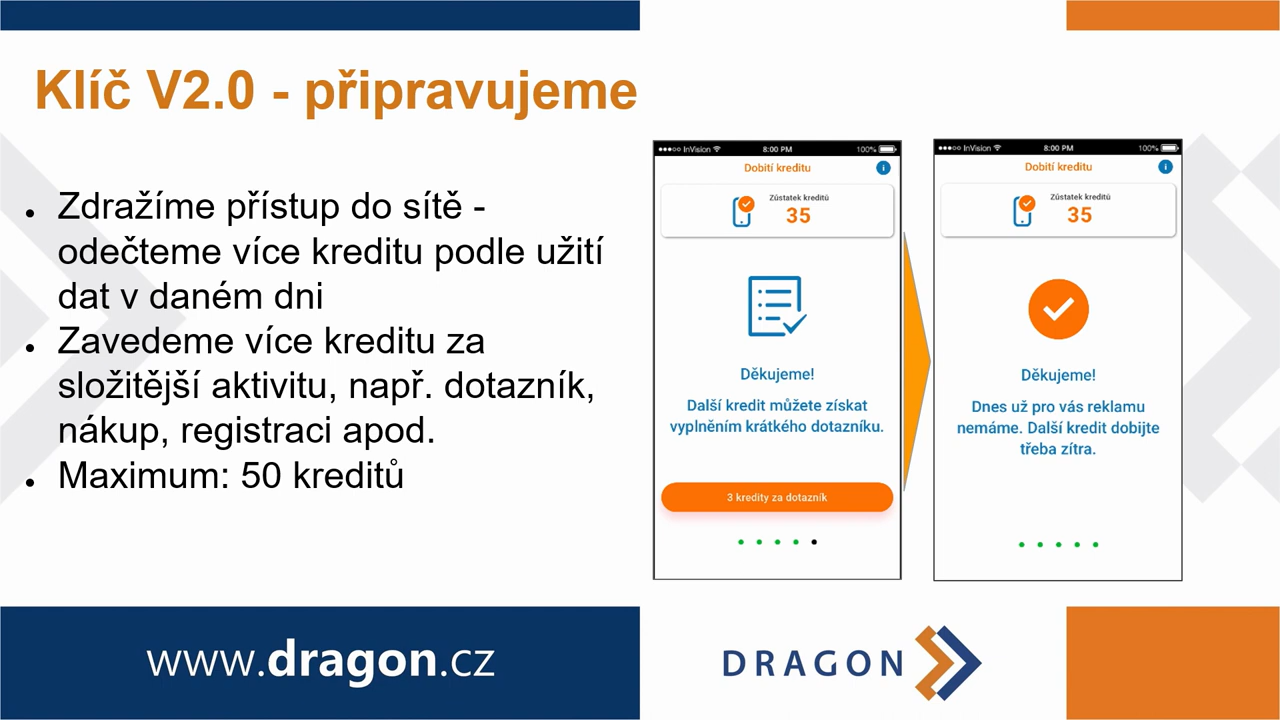 Klíč V2.0 - připravujeme
Zdražíme přístup do sítě -
odečteme více kreditu podle užití
dat v daném dni
Zavedeme více kreditu za
složitější aktivitu, např. dotazník,
nákup, registraci apod.
Maximum: 50 kreditů
InVision 8:00 PM 100%
Dobití kreditu
i
Zůstatek kreditů
35
Děkujeme!
Další kredit můžete získat
vyplněním krátkého dotazníku.
3 kredity za dotazník
InVision 8:00 PM 100%
Dobití kreditu
i
Zůstatek kreditů
35
Děkujeme!
Dnes už pro vás reklamu
nemáme. Další kredit dobijte
třeba zítra.
www.dragon.cz
DRAGON